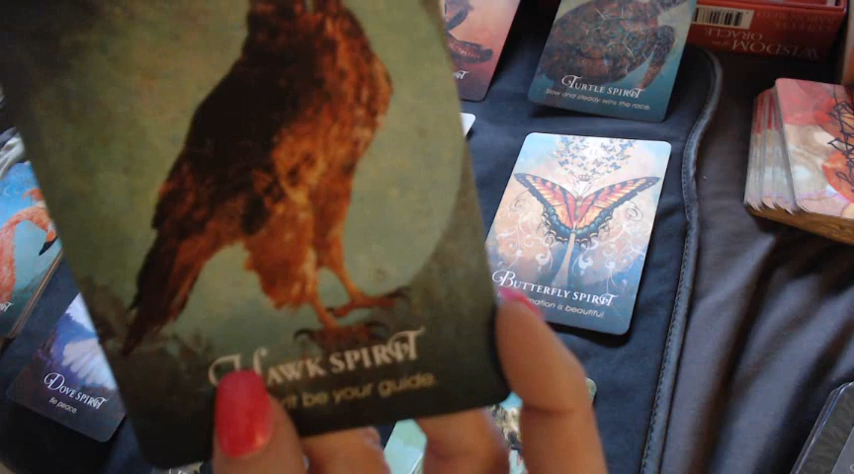 TURTLE SPIRIT
Slow and steady wins the race.
WISDOM
ORACLE
BUTTERFLY SPIRIT
is beautiful!
HAWK SPIRIT
be your guide.
DOVE SPIRIT
Be peace.